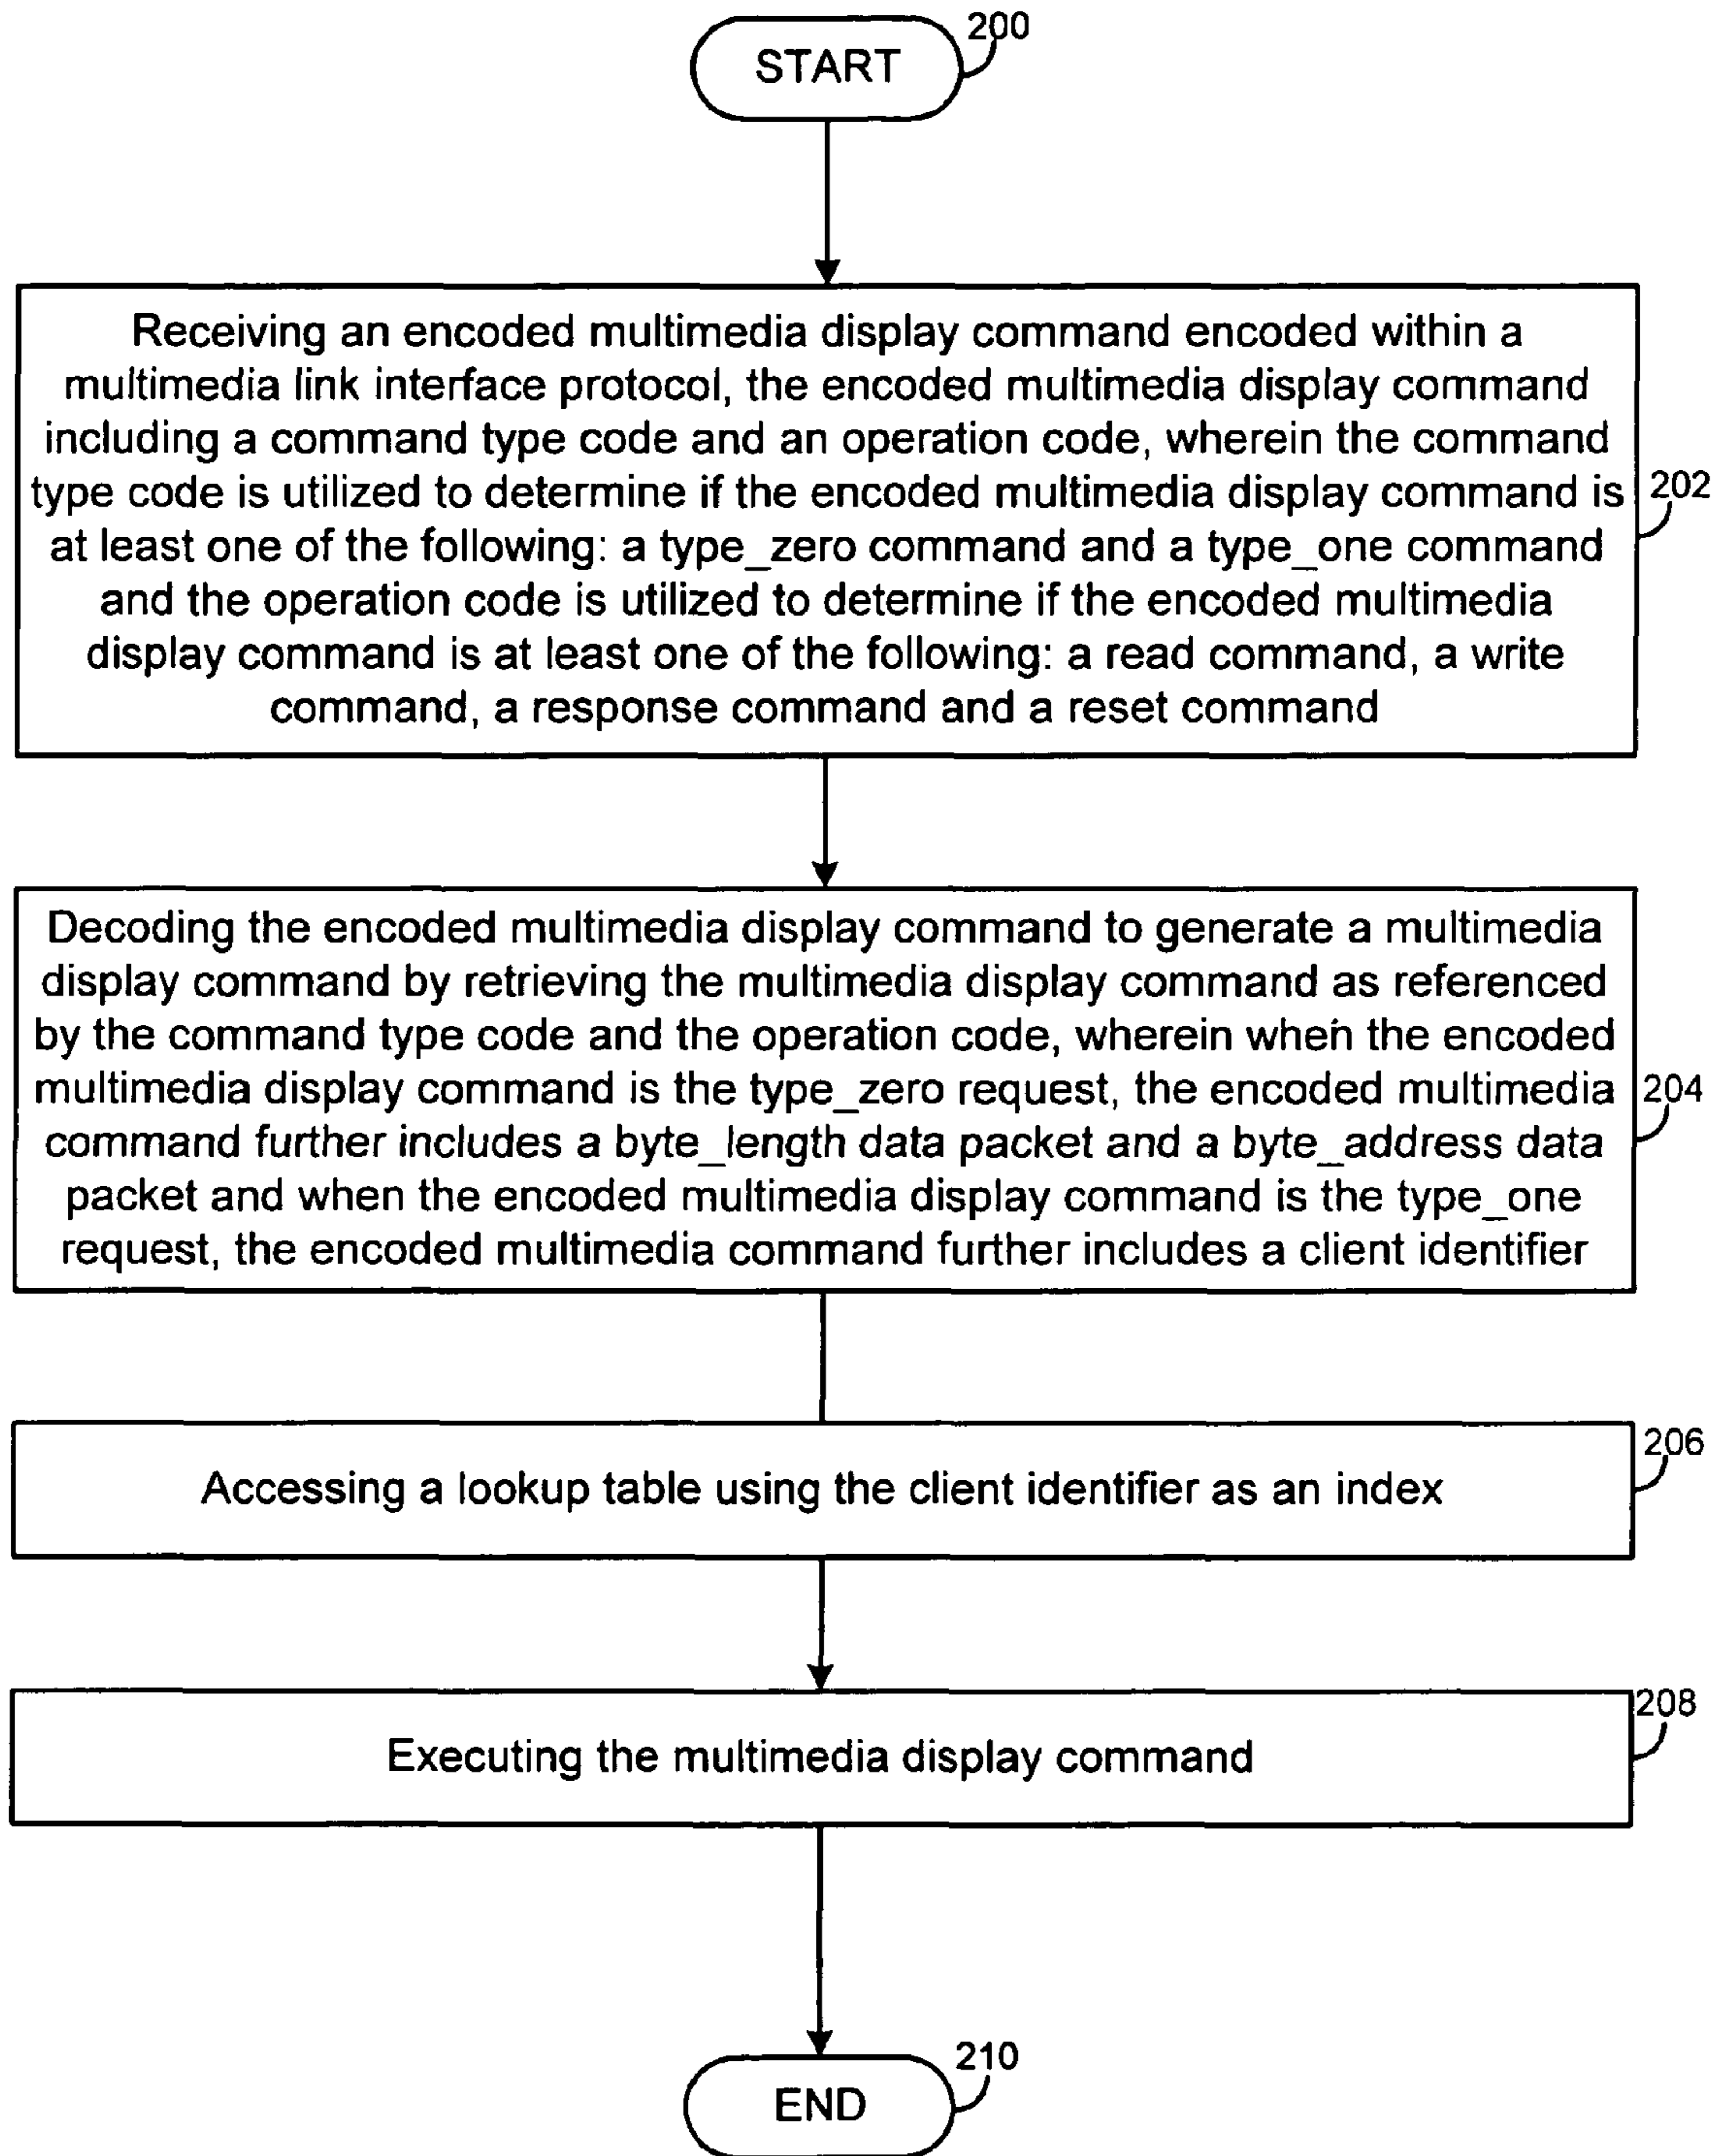 200
START
Receiving an encoded multimedia display command encoded within a
multimedia link interface protocol, the encoded multimedia display command
including a command type code and an operation code, wherein the command
type code is utilized to determine if the encoded multimedia display command is
at least one of the following: a type_zero command and a type_one command
and the operation code is utilized to determine if the encoded multimedia
display command is at least one of the following: a read command, a write
command, a response command and a reset command
202
Decoding the encoded multimedia display command to generate a multimedia
display command by retrieving the multimedia display command as referenced
by the command type code and the operation code, wherein when the encoded
multimedia display command is the type_zero request, the encoded multimedia
command further includes a byte_length data packet and a byte_address data
packet and when the encoded multimedia display command is the type_one
request, the encoded multimedia command further includes a client identifier
204
Accessing a lookup table using the client identifier as an index
206
Executing the multimedia display command
208
END
210